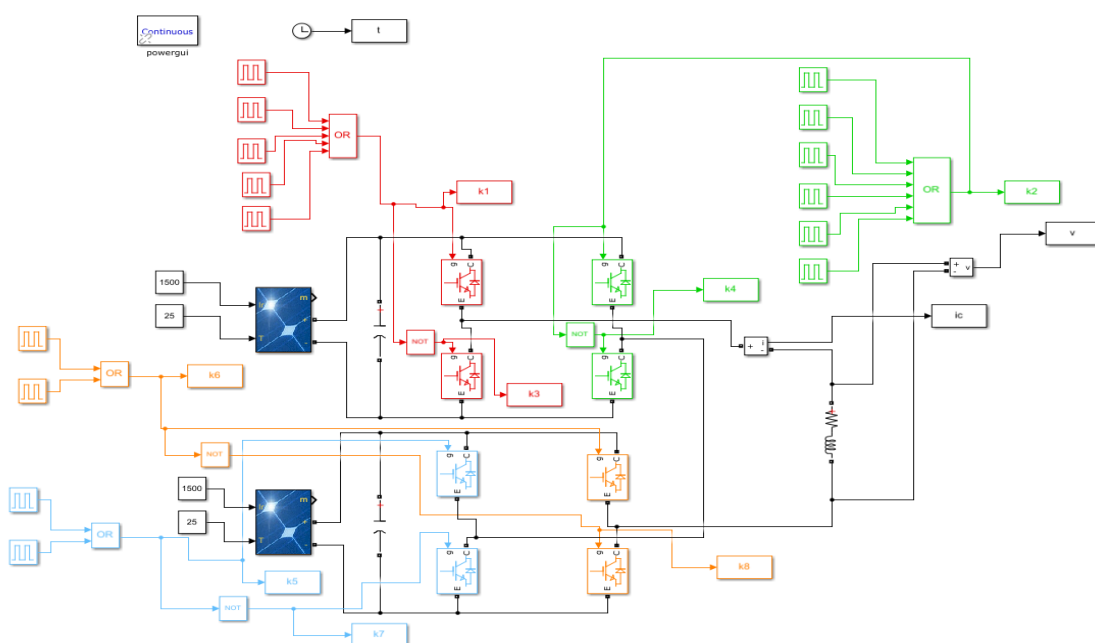 Continuous
powergui
t
OR
k1
OR
k2
v
g
C
E
g
C
E
1500
25
Ir
T
m
+
-
k4
NOT
NOT
g
C
E
g
C
E
k3
+
-
i
+
-
v
ic
OR
k6
NOT
1500
25
T
m
+
-
g
C
E
g
C
E
OR
k5
NOT
k7
g
C
E
g
C
E
k8